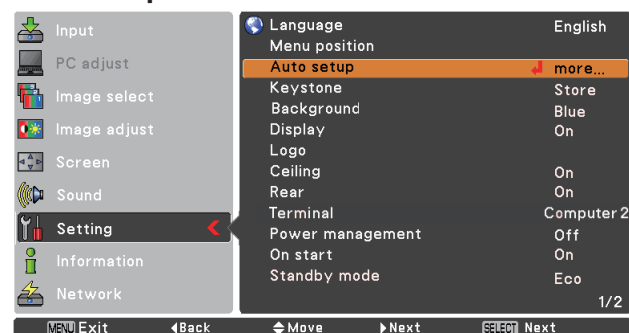 Input
PC adjust
Image select
Image adjust
Screen
Sound
Setting
Information
Network
Language English
Menu position
Auto setup more...
Keystone Store
Background Blue
Display On
Logo
Ceiling On
Rear On
Terminal Computer 2
Power management Off
On start On
Standby mode Eco
1/2
MENU Exit Back Move Next SELECT Next